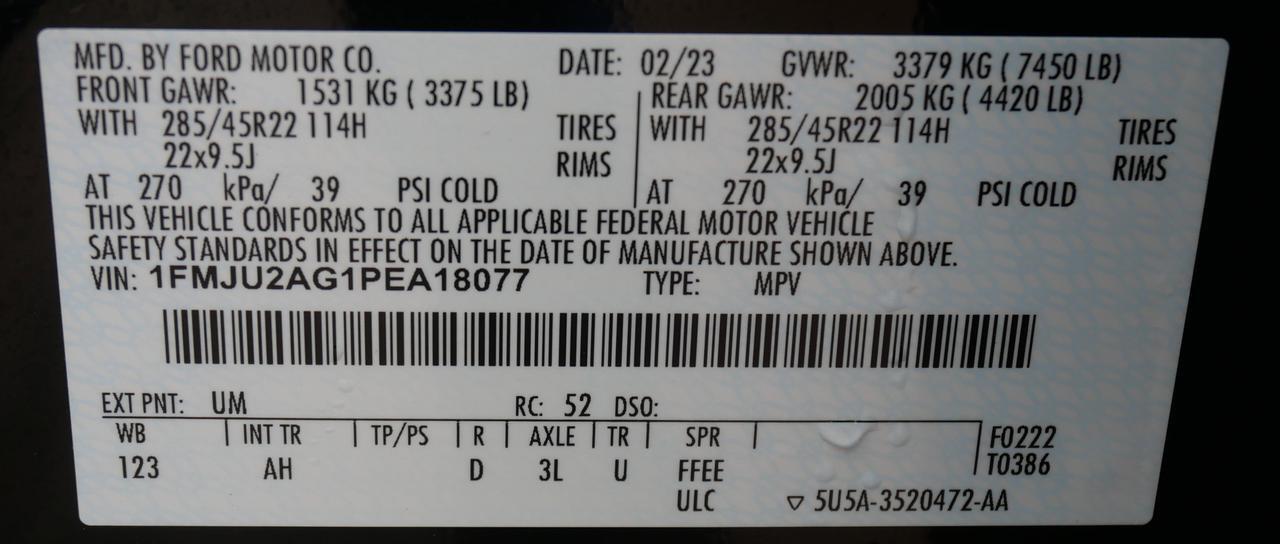 MFD. BY FORD MOTOR CO. DATE: 02/23 GVWR: 3379 KG ( 7450 LB)
FRONT GAWR: 1531 KG ( 3375 LB) REAR GAWR: 2005 KG ( 4420 LB)
WITH 285/45R22 114H TIRES WITH 285/45R22 114H TIRES
22x9.5J RIMS 22x9.5J RIMS
AT 270 kPa/ 39 PSI COLD AT 270 kPa/ 39 PSI COLD
THIS VEHICLE CONFORMS TO ALL APPLICABLE FEDERAL MOTOR VEHICLE
SAFETY STANDARDS IN EFFECT ON THE DATE OF MANUFACTURE SHOWN ABOVE.
VIN: 1FMJU2AG1PEA18077 TYPE: MPV
EXT PNT: UM RC: 52 DSO:
WB INT TR TP/PS R AXLE TR SPR F0222
123 AH D 3L U FFEE T0386
ULC ▽ 5U5A-3520472-AA